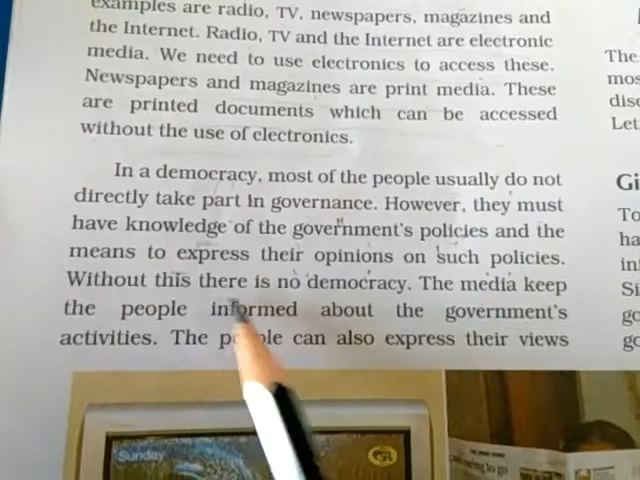 examples are radio, TV, newspapers, magazines and
the Internet. Radio, TV and the Internet are electronic
media. We need to use electronics to access these.
Newspapers and magazines are print media. These
are printed documents which can be accessed
without the use of electronics.
In a democracy, most of the people usually do not
directly take part in governance. However, they must
have knowledge of the government's policies and the
means to express their opinions on such policies.
Without this there is no democracy. The media keep
the people informed about the government's
activities. The people can also express their views
Sunday
The
Let
Gi
To
ha
in
Si
go
go